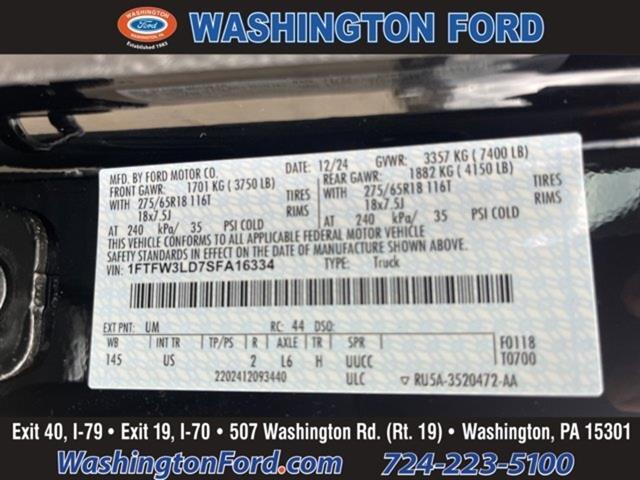 WASHINGTON
Ford
WASHINGTON, PA
Established 1983
WASHINGTON FORD
MFD. BY FORD MOTOR CO.
DATE: 12/24 GVWR: 3357 KG (7400 LB)
FRONT GAWR: 1701 KG (3750 LB)
REAR GAWR: 1882 KG (4150 LB)
WITH 275/65R18 116T TIRES
WITH 275/65R18 116T TIRES
18x7.5J RIMS
18x7.5J RIMS
AT 240 kPa/ 35 PSI COLD
AT 240 kPa/ 35 PSI COLD
THIS VEHICLE CONFORMS TO ALL APPLICABLE FEDERAL MOTOR VEHICLE
SAFETY STANDARDS IN EFFECT ON THE DATE OF MANUFACTURE SHOWN ABOVE.
VIN: 1FTFW3LD7SFA16334 TYPE: Truck
EXT PNT: UM RC: 44 DSO:
WB INT TR TP/PS R AXLE TR SPR
F0118
145 US 2 L6 H UUCC
T0700
2202412093440 ULC ▽ RU5A-3520472-AA
Exit 40, I-79 • Exit 19, I-70 • 507 Washington Rd. (Rt. 19) • Washington, PA 15301
WashingtonFord.com 724-223-5100